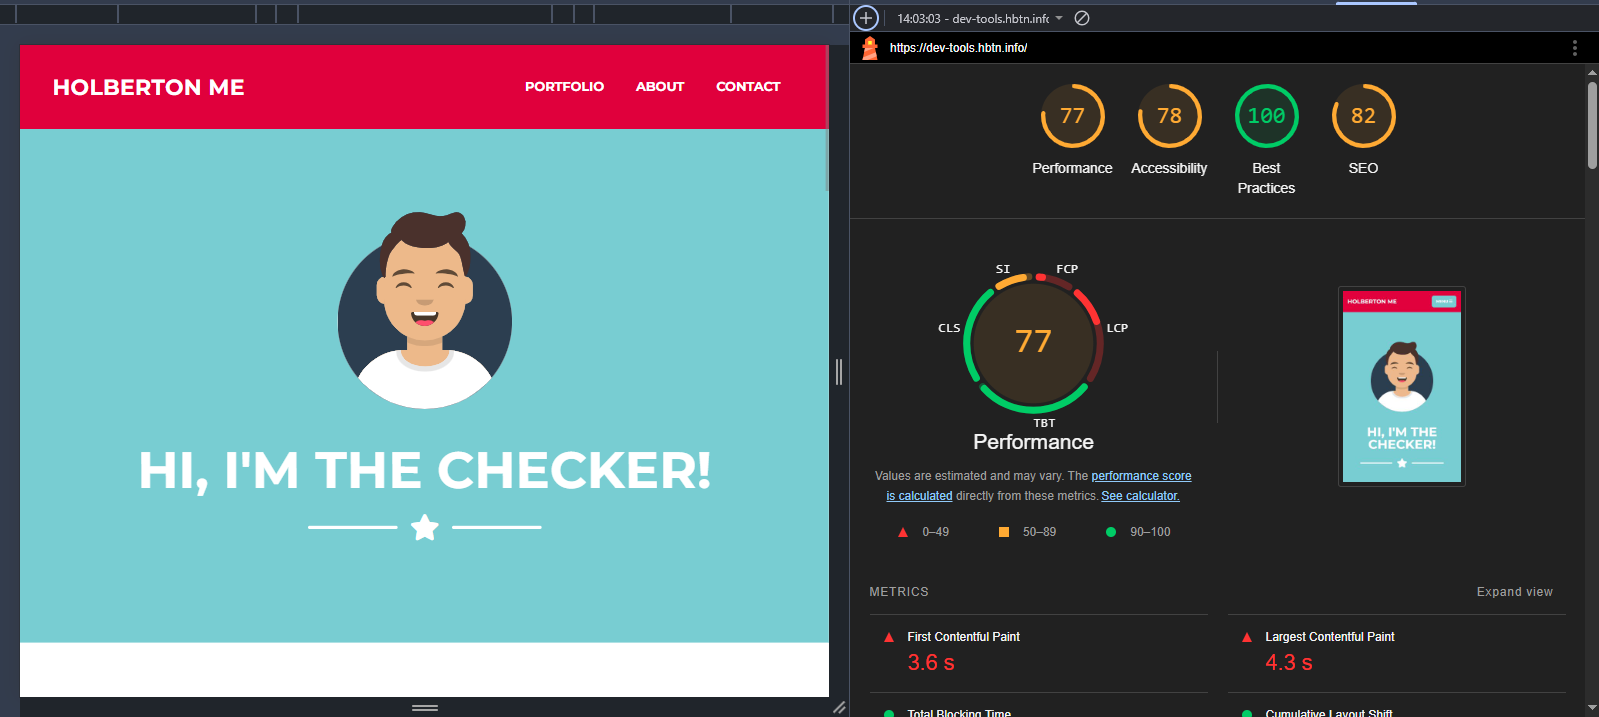 HOLBERTON ME
PORTFOLIO
ABOUT
CONTACT
HI, I'M THE CHECKER!
14:03:03 - dev-tools.hbtn.info
https://dev-tools.hbtn.info/
77
Performance
78
Accessibility
100
Best
Practices
82
SEO
SI
FCP
CLS
LCP
77
TBT
Performance
Values are estimated and may vary. The performance score
is calculated directly from these metrics. See calculator.
0–49
50–89
90–100
HOLBERTON ME
HI, I'M THE
CHECKER!
METRICS
Expand view
First Contentful Paint
3.6 s
Largest Contentful Paint
4.3 s
Total Blocking Time
Cumulative Layout Shift